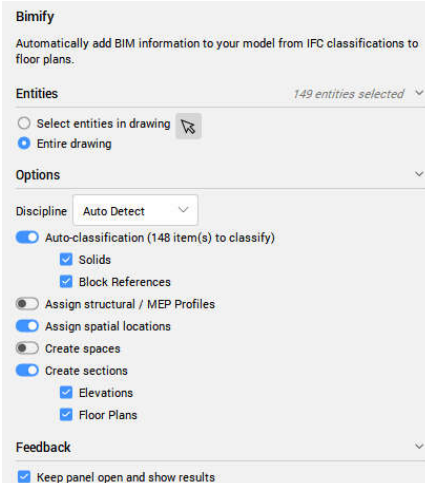 Bimify
Automatically add BIM information to your model from IFC classifications to
floor plans.
Entities 149 entities selected
Select entities in drawing
Entire drawing
Options
Discipline Auto Detect
Auto-classification (148 item(s) to classify)
Solids
Block References
Assign structural / MEP Profiles
Assign spatial locations
Create spaces
Create sections
Elevations
Floor Plans
Feedback
Keep panel open and show results